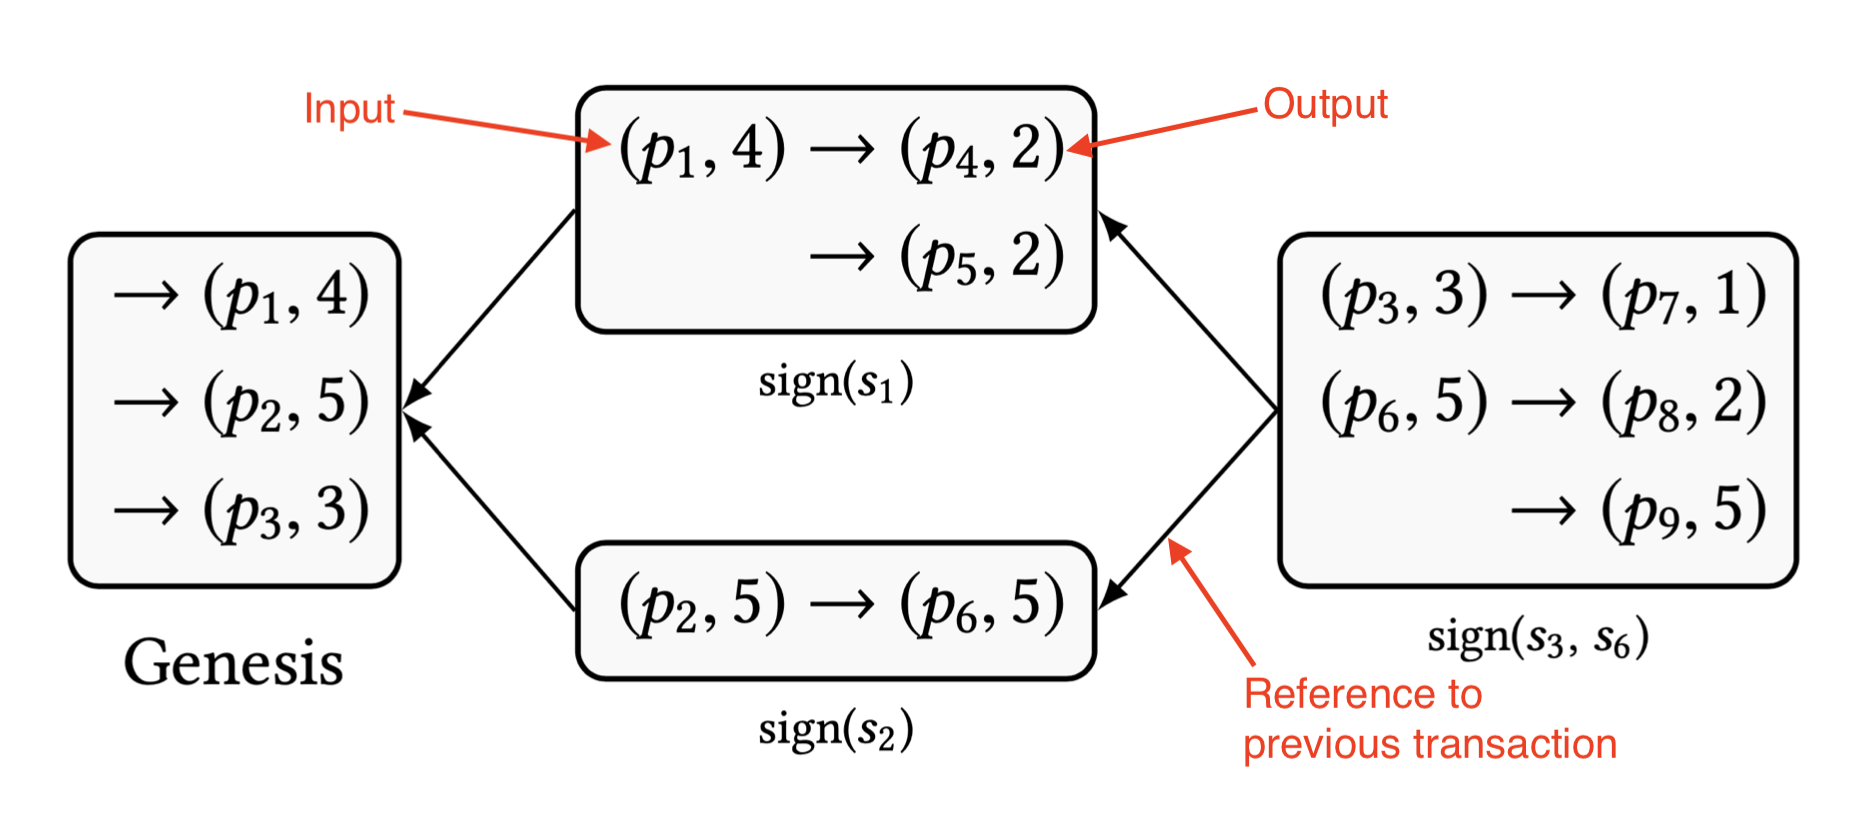 Input
Output
(p₁, 4) → (p₄, 2)
→ (p₅, 2)
sign(s₁)
→ (p₁, 4)
→ (p₂, 5)
→ (p₃, 3)
Genesis
(p₂, 5) → (p₆, 5)
sign(s₂)
(p₃, 3) → (p₇, 1)
(p₆, 5) → (p₈, 2)
→ (p₉, 5)
sign(s₃, s₆)
Reference to
previous transaction